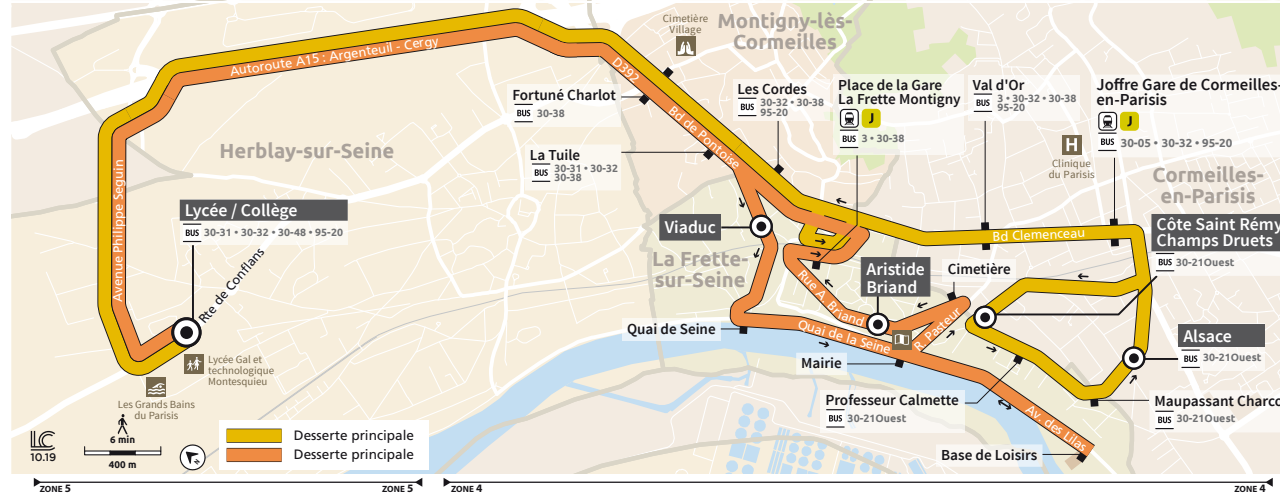 Cimetière
Village
Montigny-lès-
Cormeilles
Autoroute A15 : Argenteuil - Cergy
D392
Bd de Pontoise
Fortuné Charlot
BUS 30-38
Les Cordes
BUS 30-32 • 30-38
95-20
Place de la Gare
La Frette Montigny
J
BUS 3 • 30-38
Val d'Or
BUS 3 • 30-32 • 30-38
95-20
Joffre Gare de Cormeilles-
en-Parisis
J
BUS 30-05 • 30-32 • 95-20
H
Clinique
du Parisis
La Tuile
BUS 30-31 • 30-32
30-38
Herblay-sur-Seine
Cormeilles-
en-Parisis
Avenue Philippe Seguin
Lycée / Collège
BUS 30-31 • 30-32 • 30-48 • 95-20
Rte de Conflans
Viaduc
Bd Clemenceau
Côte Saint Rémy
Champs Druets
BUS 30-21Ouest
La Frette-
sur-Seine
Aristide
Briand
Cimetière
Rue A. Briand
R. Pasteur
Quai de Seine
Quai de la Seine
Alsace
BUS 30-21Ouest
Mairie
Lycée Gal et
technologique
Montesquieu
Les Grands Bains
du Parisis
Professeur Calmette
BUS 30-21Ouest
Maupassant Charco
BUS 30-21Ouest
Av. des Lilas
Base de Loisirs
LC
10.19
6 min
400 m
Desserte principale
Desserte principale
ZONE 5
ZONE 5
ZONE 4
ZONE 4